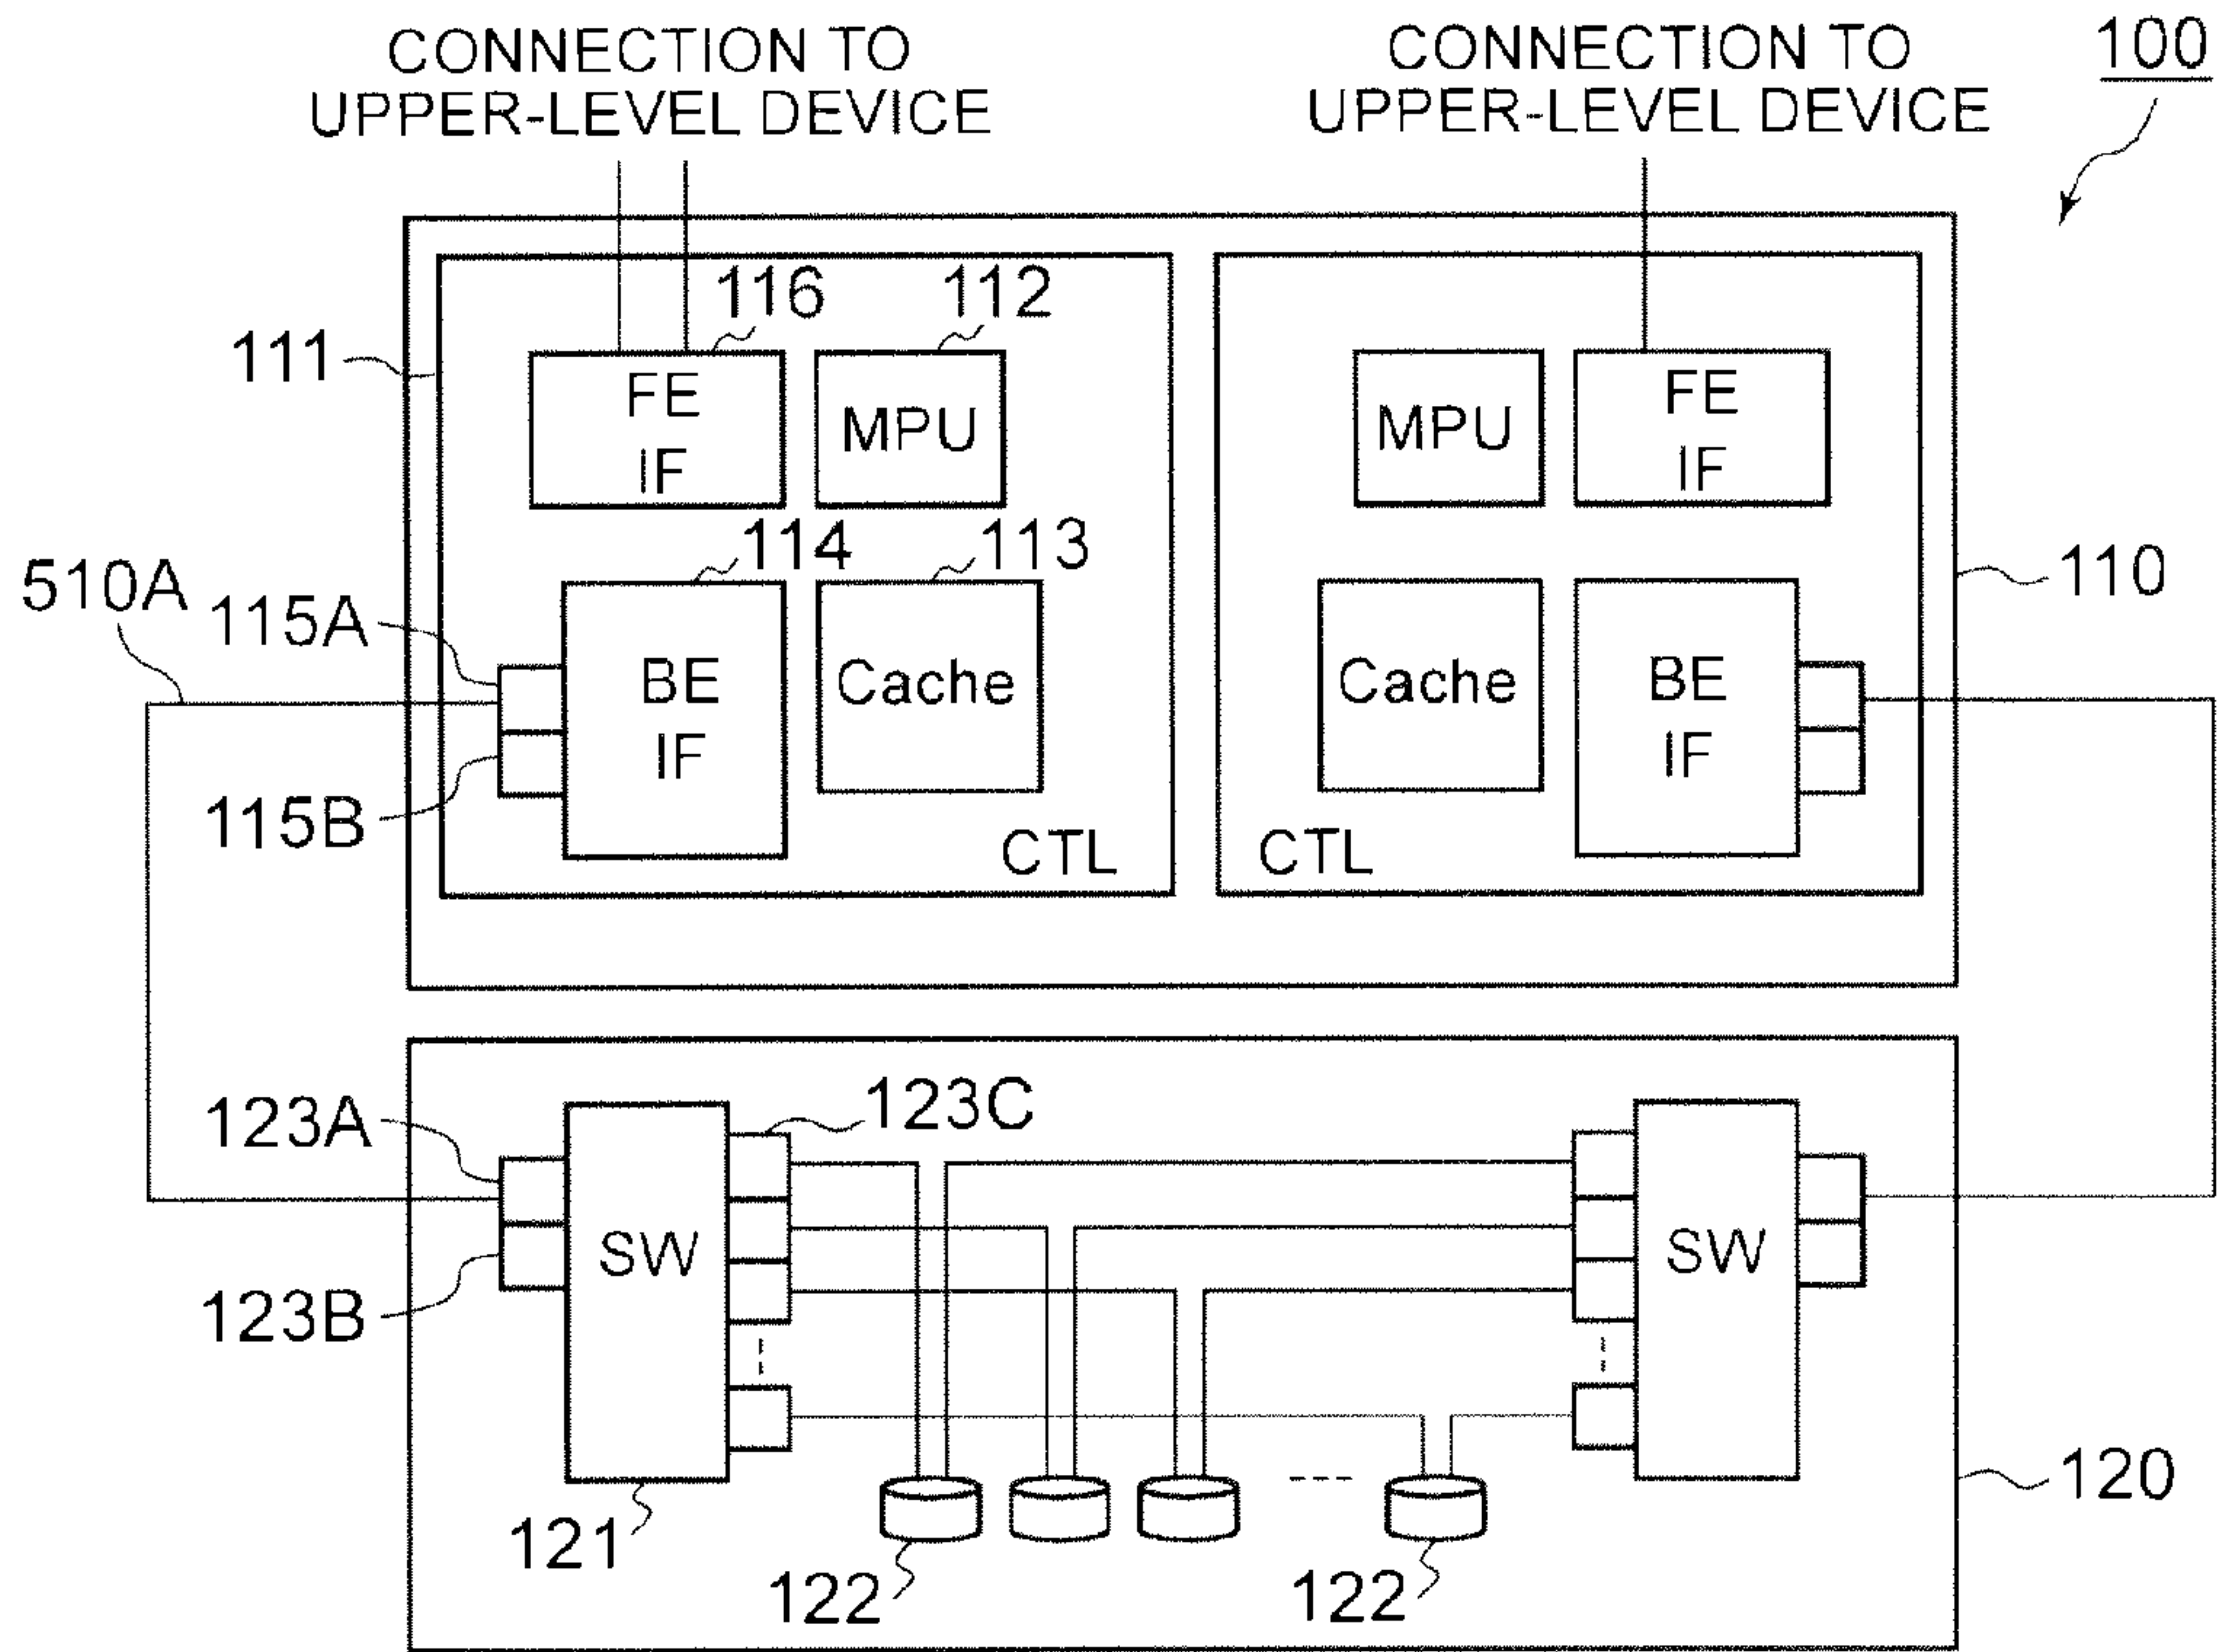 CONNECTION TO
UPPER-LEVEL DEVICE
CONNECTION TO
UPPER-LEVEL DEVICE
100
116
112
111
FE
IF
MPU
MPU
FE
IF
114
113
110
510A
115A
BE
IF
Cache
Cache
BE
IF
115B
CTL
CTL
123C
123A
SW
SW
123B
121
122
122
120